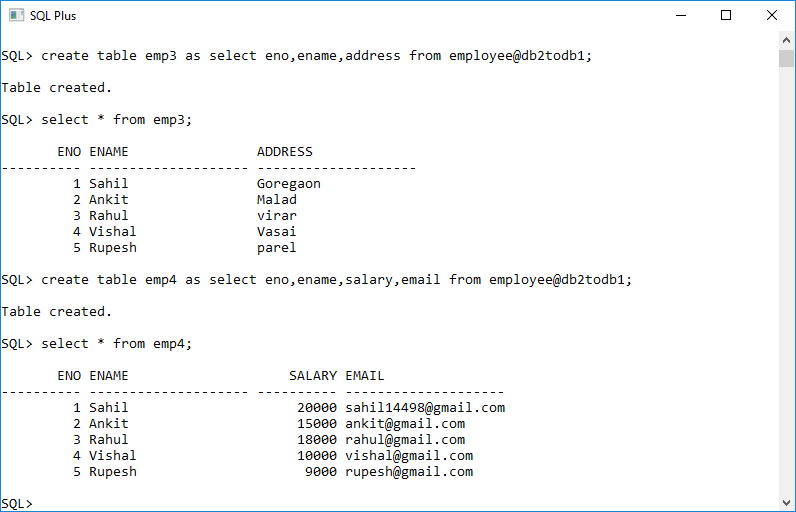 SQL Plus
SQL> create table emp3 as select eno,ename,address from employee@db2todb1;
Table created.
SQL> select * from emp3;
       ENO ENAME                ADDRESS
---------- -------------------- --------------------
         1 Sahil                Goregaon
         2 Ankit                Malad
         3 Rahul                virar
         4 Vishal               Vasai
         5 Rupesh               parel
SQL> create table emp4 as select eno,ename,salary,email from employee@db2todb1;
Table created.
SQL> select * from emp4;
       ENO ENAME                    SALARY EMAIL
---------- -------------------- ---------- --------------------
         1 Sahil                     20000 sahil14498@gmail.com
         2 Ankit                     15000 ankit@gmail.com
         3 Rahul                     18000 rahul@gmail.com
         4 Vishal                    10000 vishal@gmail.com
         5 Rupesh                     9000 rupesh@gmail.com
SQL>